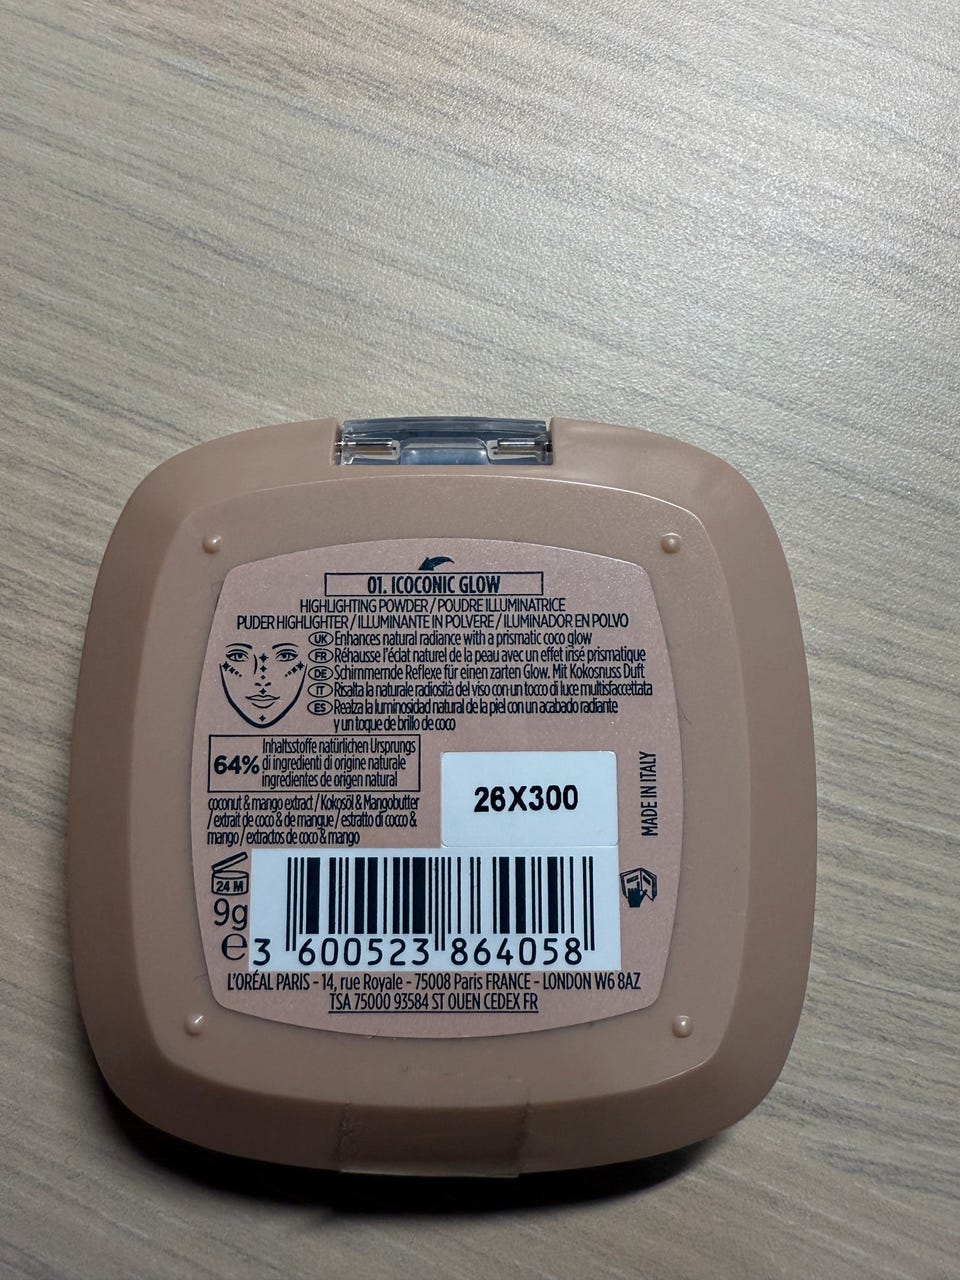 01. ICOCONIC GLOW
HIGHLIGHTING POWDER / POUDRE ILLUMINATRICE
PUDER HIGHLIGHTER / ILLUMINANTE IN POLVERE / ILUMINADOR EN POLVO
UK Enhances natural radiance with a prismatic coco glow
FR Réhausse l'éclat naturel de la peau avec un effet irisé prismatique
DE Schimmernde Reflexe für einen zarten Glow. Mit Kokosnuss Duft
IT Risalta la naturale radiosità del viso con un tocco di luce multisfaccettata
ES Realza la luminosidad natural de la piel con un acabado radiante
y un toque de brillo de coco
64% Inhaltsstoffe natürlichen Ursprungs
di ingredienti di origine naturale
ingredientes de origen natural
coconut & mango extract / Kokosöl & Mangobutter
/ extrait de coco & de mangue / estratto di cocco &
mango / extractos de coco & mango
26X300
MADE IN ITALY
24 M
9g
e
3 600523 864058
L'ORÉAL PARIS - 14, rue Royale - 75008 Paris FRANCE - LONDON W6 8AZ
TSA 75000 93584 ST OUEN CEDEX FR